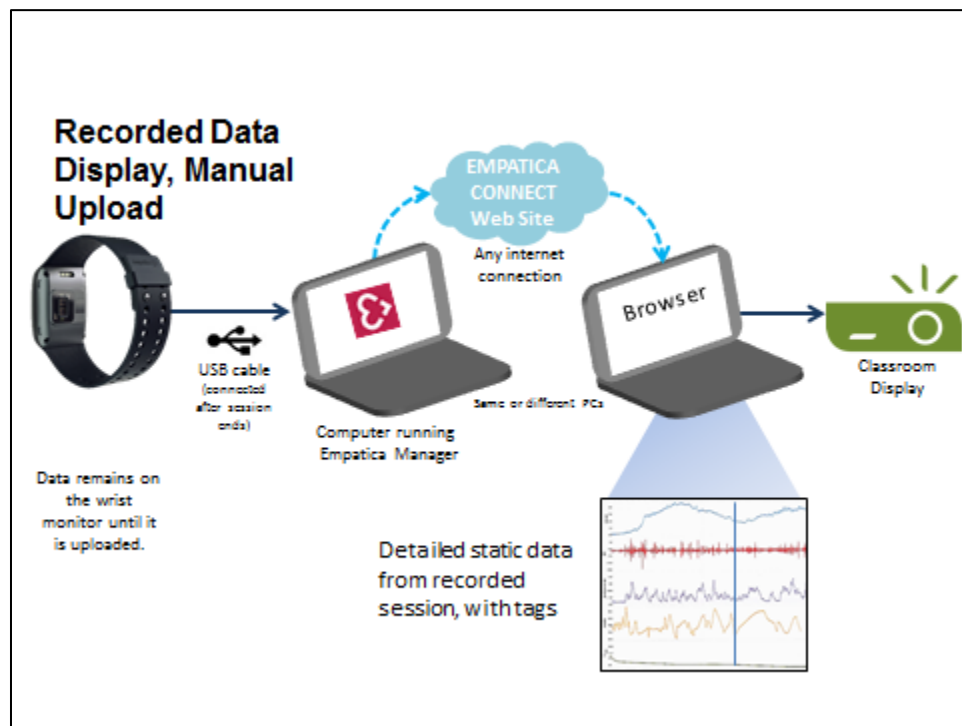 Recorded Data
Display, Manual
Upload
EMPATICA
CONNECT
Web Site
Any internet
connection
Browser
USB cable
(connected
after session
ends)
Same or different PCs
Classroom
Display
Computer running
Empatica Manager
Data remains on
the wrist
monitor until it
is uploaded.
Detailed static data
from recorded
session, with tags